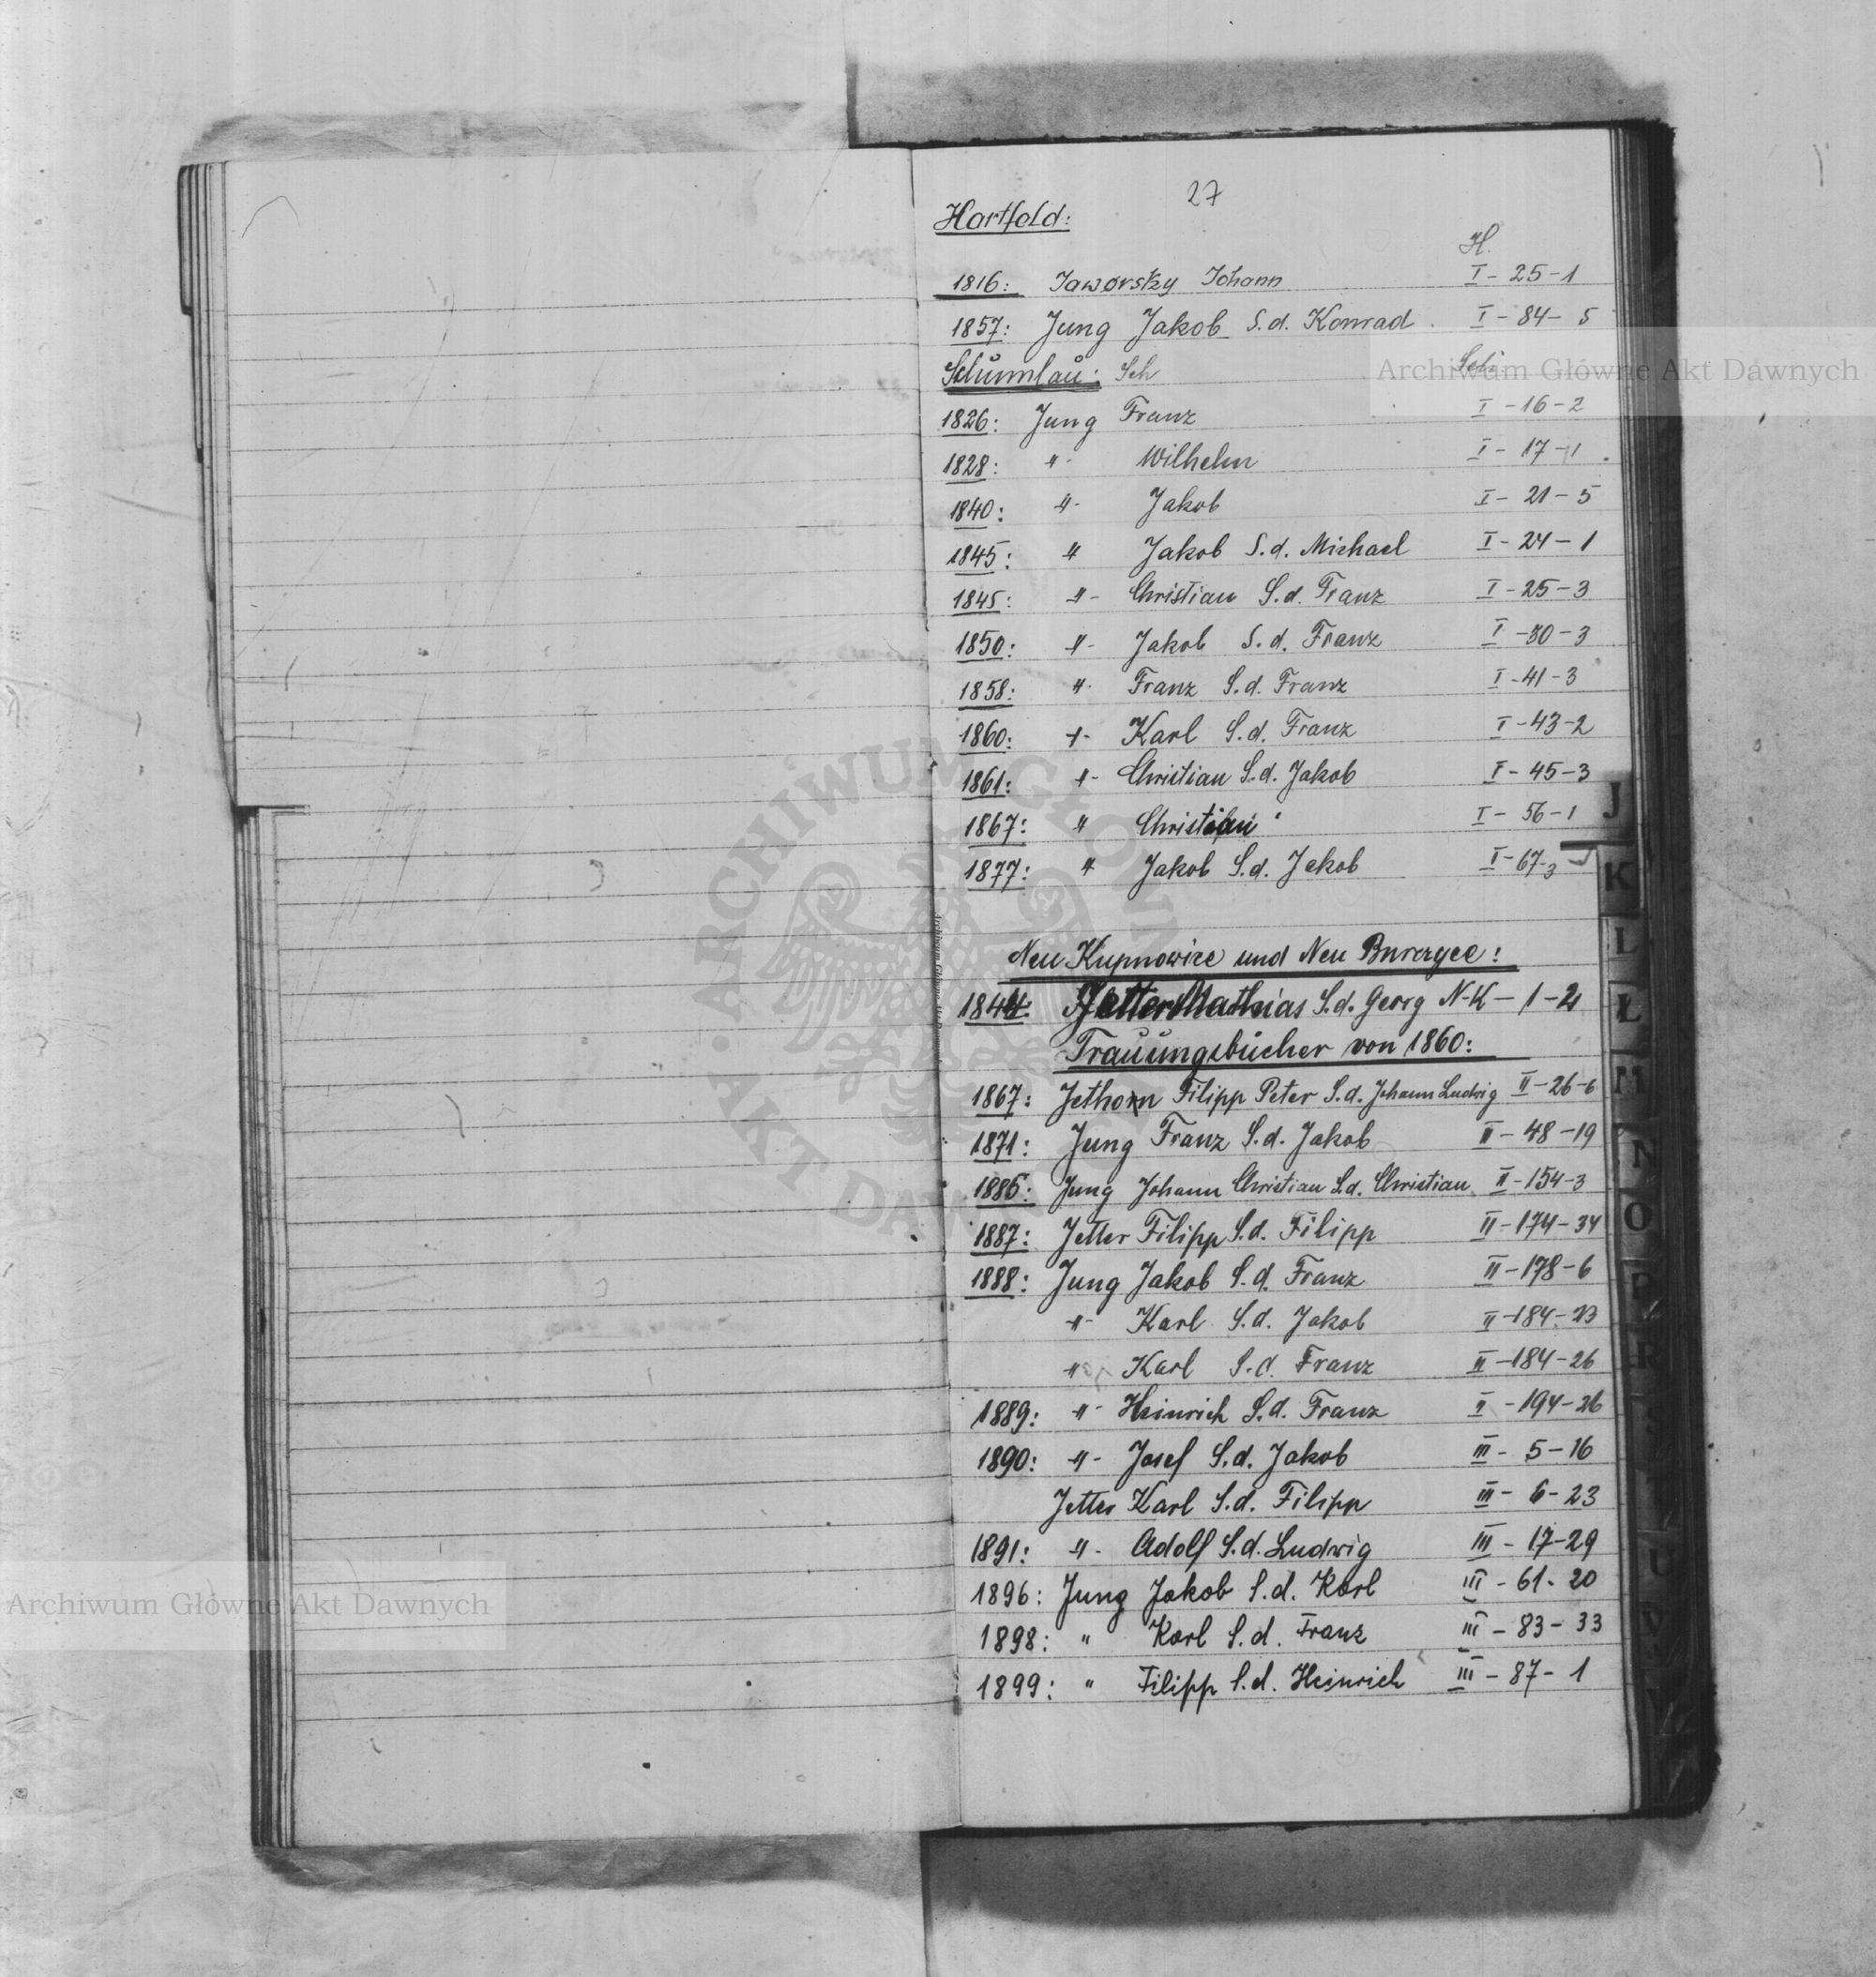 27
Hartfeld:
H.
1816: Jaworsky Johann I - 25 - 1
1857: Jung Jakob S.d. Konrad I - 84 - 5
Schümlau: Sch Sch
1826: Jung Franz I - 16 - 2
1828: -"- Wilhelm I - 17 - 1
1840: -"- Jakob I - 21 - 5
1845: " Jakob S.d. Michael I - 24 - 1
1845: -"- Christian S.d. Franz I - 25 - 3
1850: -"- Jakob S.d. Franz I - 30 - 3
1858: -"- Franz S.d. Franz I - 41 - 3
1860: -"- Karl S.d. Franz I - 43 - 2
1861: -"- Christian S.d. Jakob I - 45 - 3
1867: " Christian I - 56 - 1
1877: " Jakob S.d. Jakob I - 67 - 3
Neu Kupnowice und Neu
1844: Jetter Mathias S.d. Georg N-K - 1 - 2
Trauungsbücher von 1860:
1867: Jethorn Filipp Peter S.d. Johann Ludwig II - 26 - 6
1871: Jung Franz S.d. Jakob II - 48 - 19
1886: Jung Johann Christian S.d. Christian II - 154 - 3
1887: Jetter Filipp S.d. Filipp II - 174 - 34
1888: Jung Jakob S.d. Franz II - 178 - 6
-"- Karl S.d. Jakob II - 184 - 23
-"- Karl S.d. Franz II - 184 - 26
1889: -"- Heinrich S.d. Franz II - 194 - 26
1890: -"- Josef S.d. Jakob III - 5 - 16
Jetter Karl S.d. Filipp III - 6 - 23
1891: -"- Adolf S.d. Ludwig III - 17 - 29
1896: Jung Jakob S.d. Karl III - 61 - 20
1898: " Karl S.d. Franz III - 83 - 33
1899: " Filipp S.d. Heinrich III - 87 - 1
J
K
L
Ł
M
N
O
P
R
U
V
Archiwum Główne Akt Dawnych
Archiwum Główne Akt Dawnych
ARCHIWUM GŁÓWNE AKT DAWNYCH